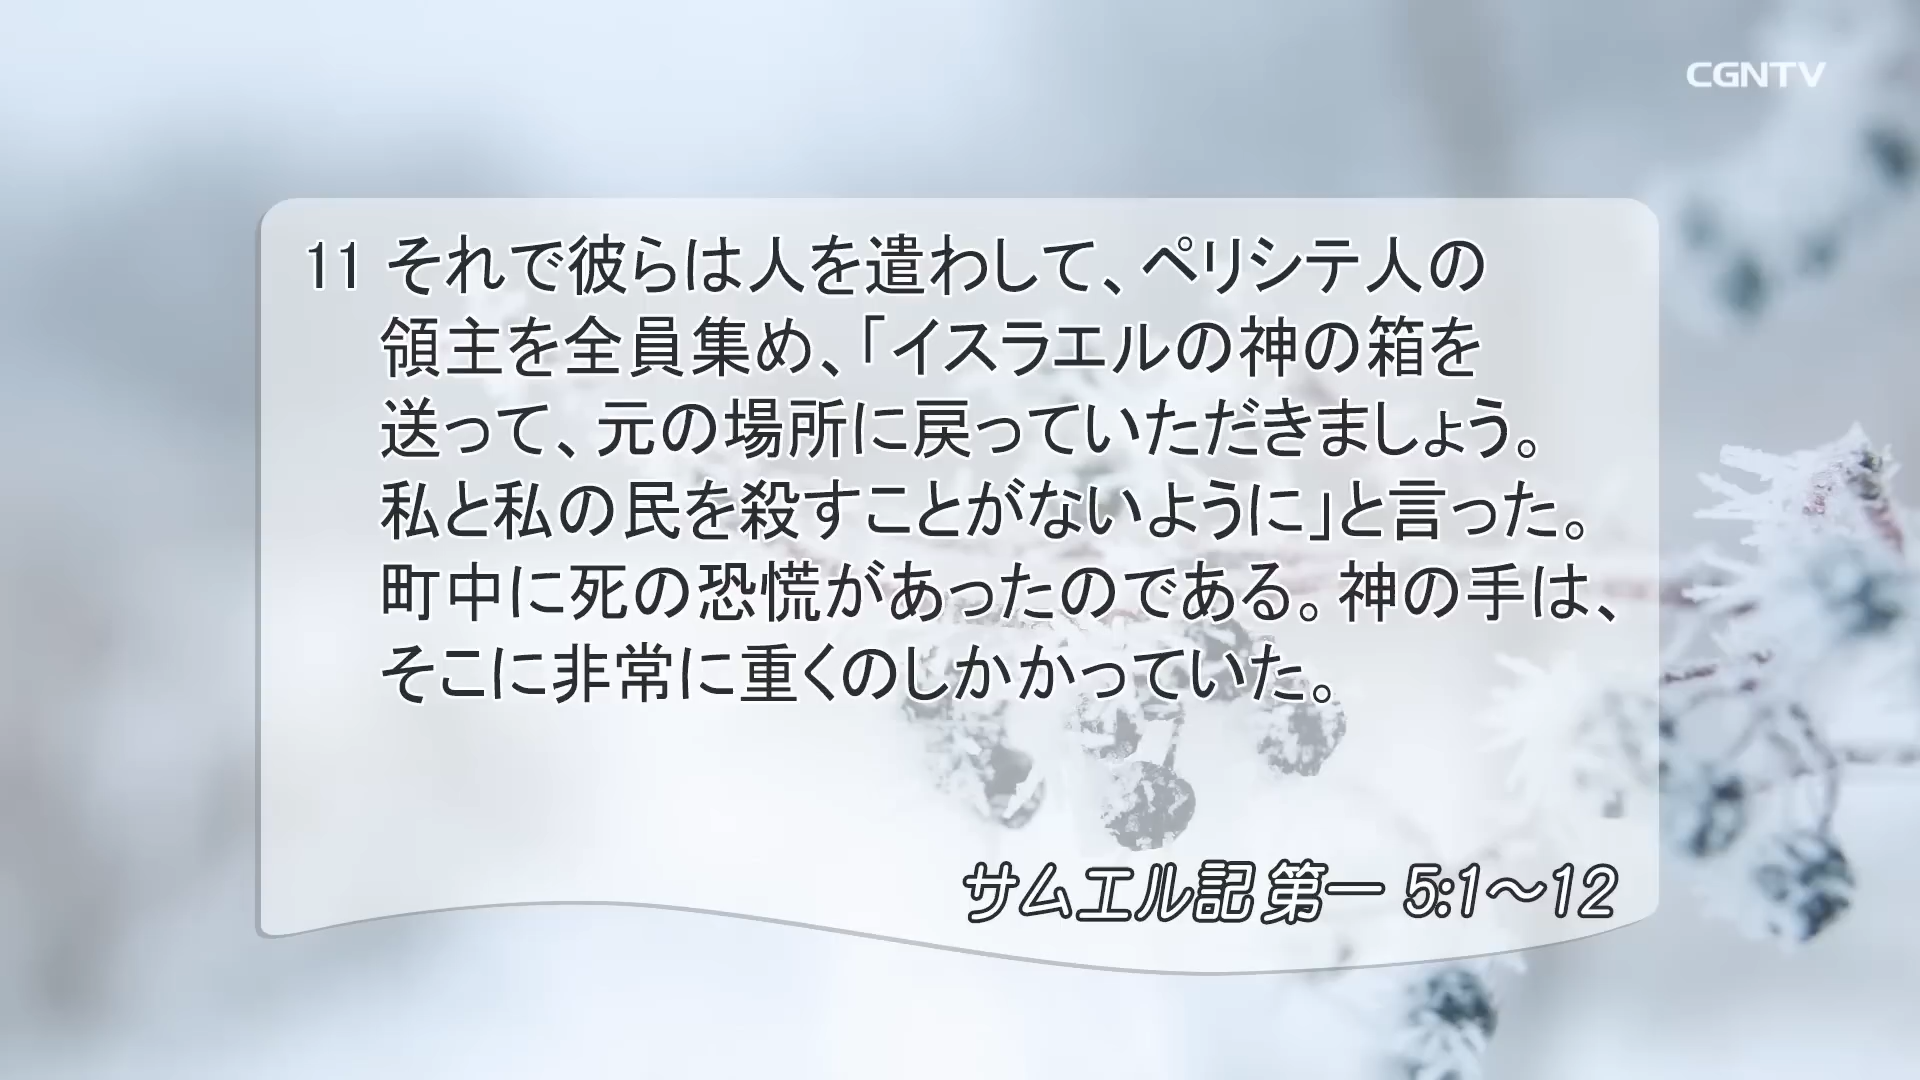 CGNTV
11 それで彼らは人を遣わして、ペリシテ人の
領主を全員集め、「イスラエルの神の箱を
送って、元の場所に戻っていただきましょう。
私と私の民を殺すことがないように」と言った。
町中に死の恐慌があったのである。神の手は、
そこに非常に重くのしかかっていた。
サムエル記 第一 5:1～12